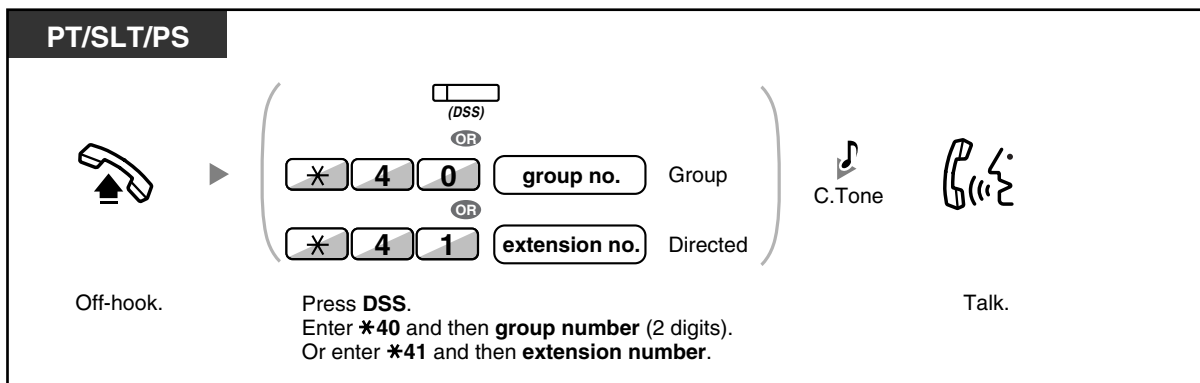 PT/SLT/PS
(DSS)
OR
* 4 0 group no. Group
OR
* 4 1 extension no. Directed
C.Tone
Off-hook.
Press DSS.
Enter *40 and then group number (2 digits).
Or enter *41 and then extension number.
Talk.